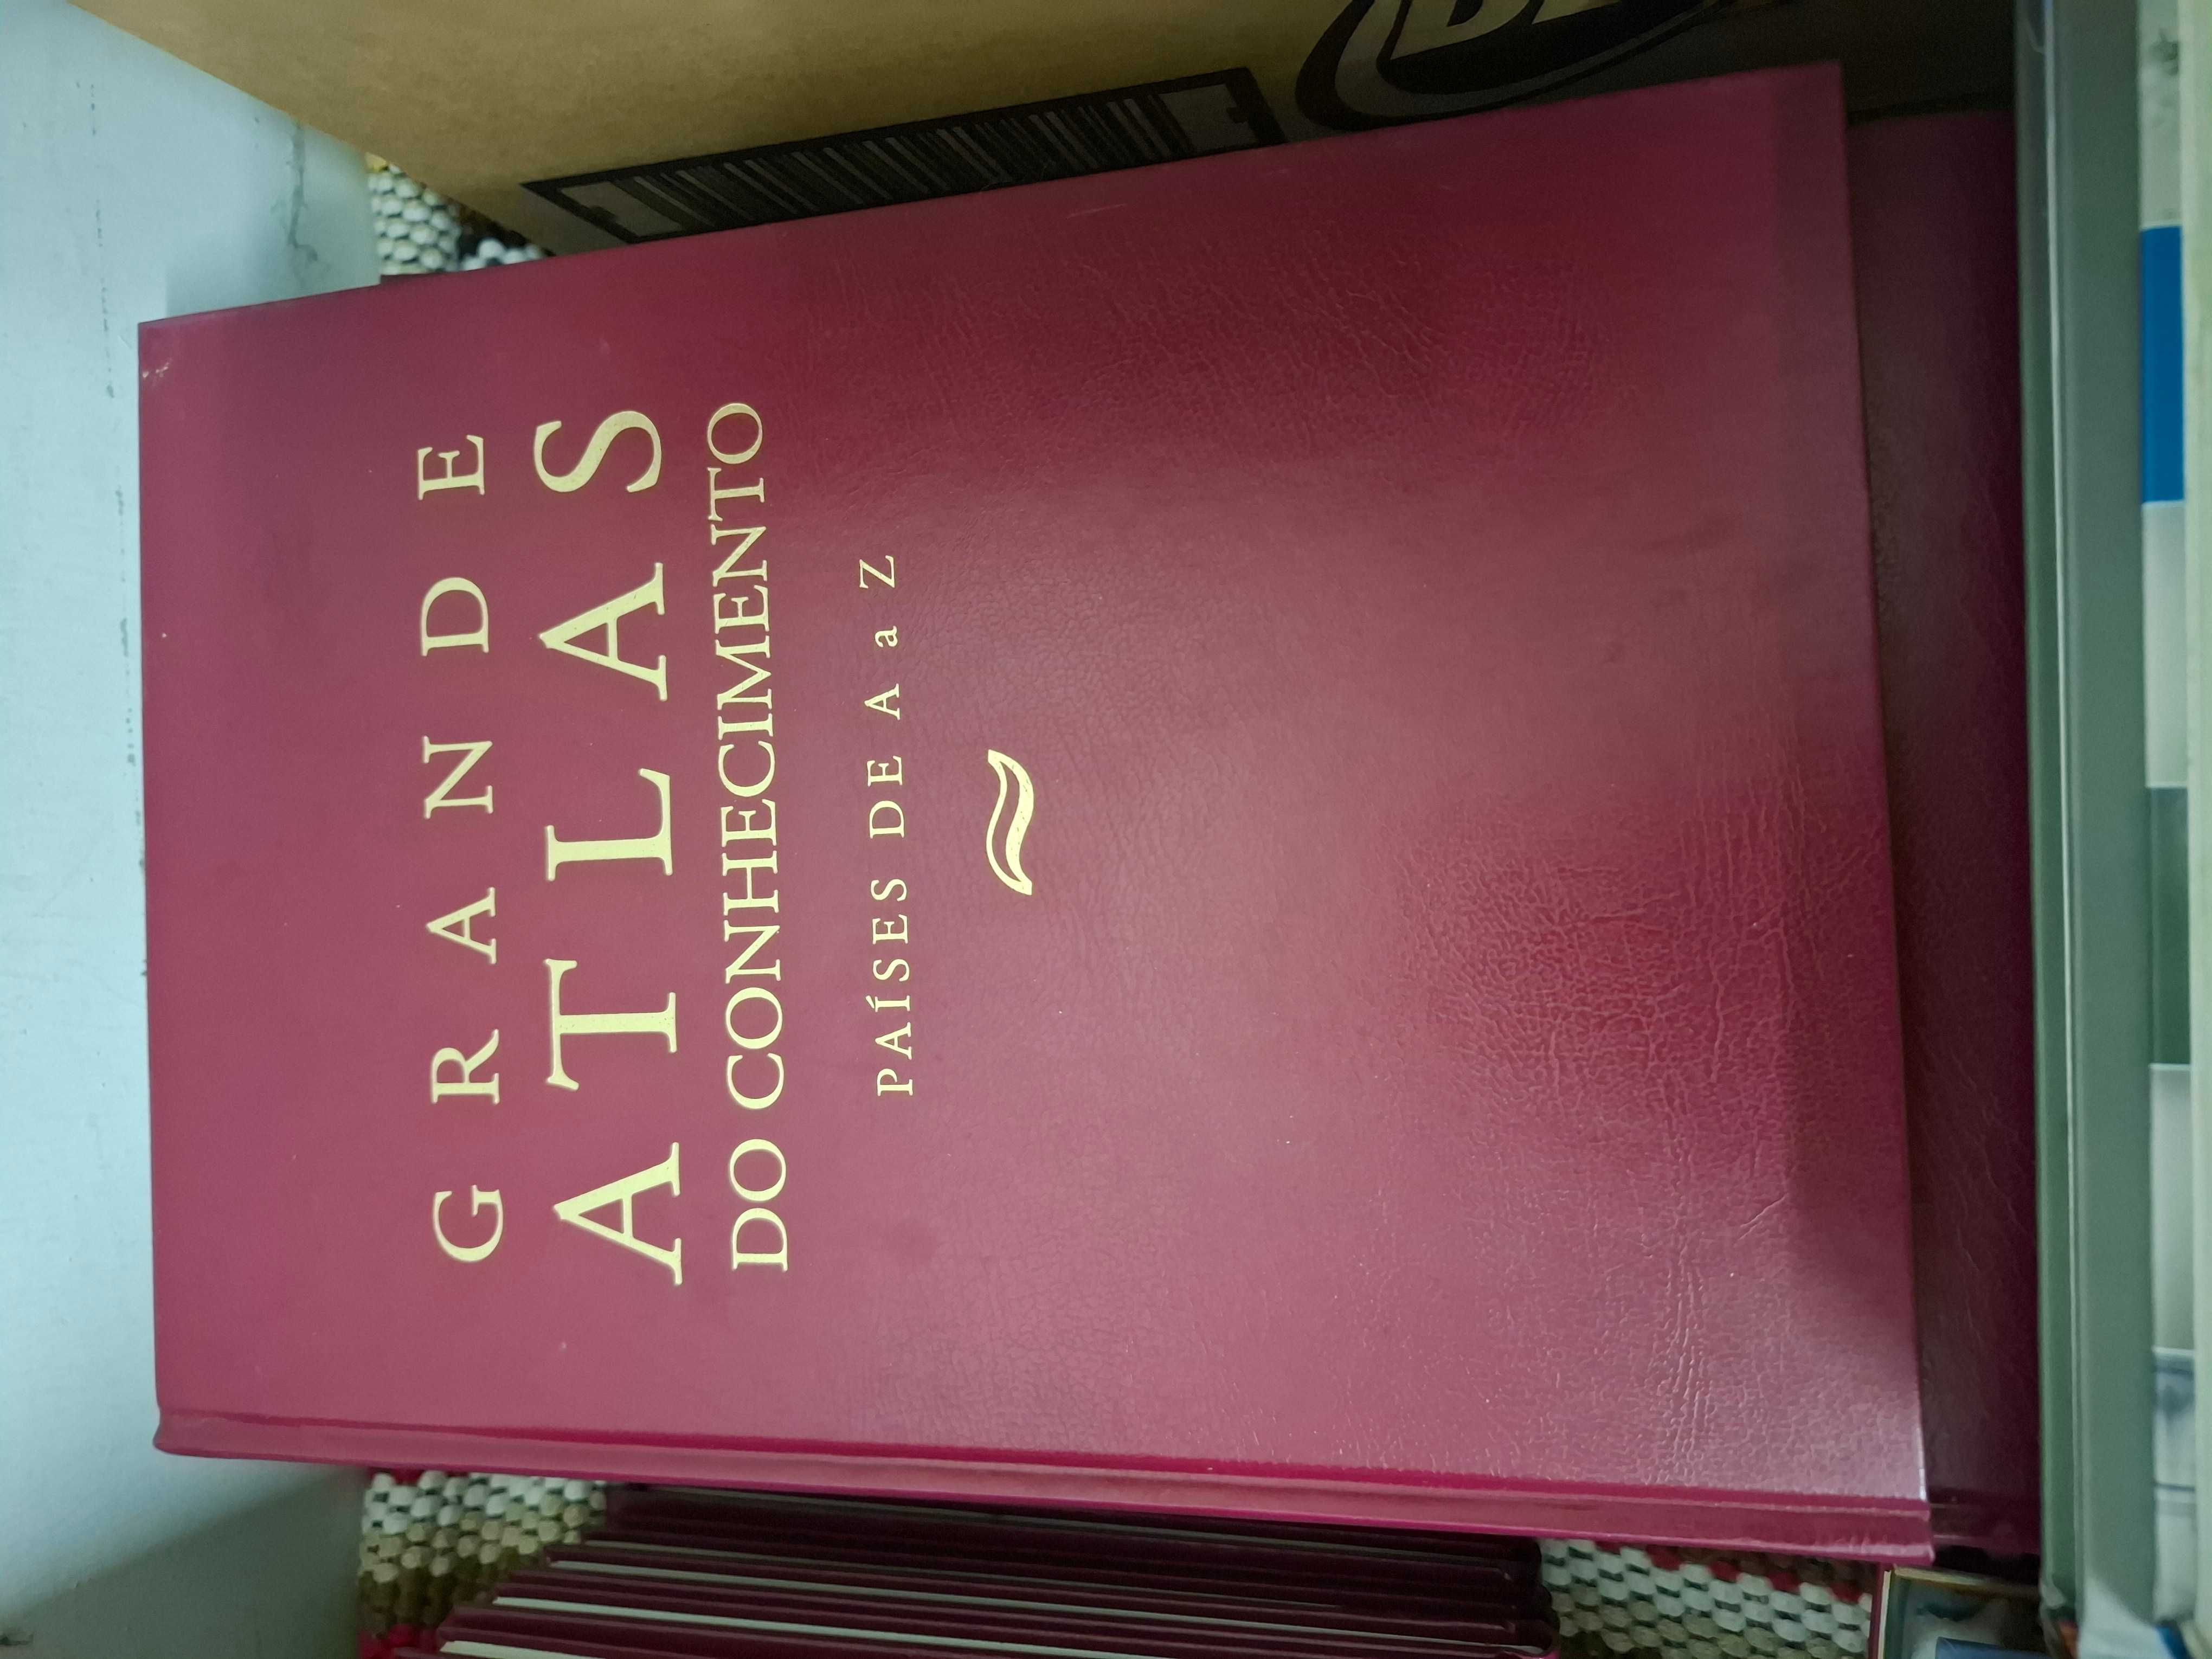 GRANDE
ATLAS
DO CONHECIMENTO
PAÍSES DE A a Z